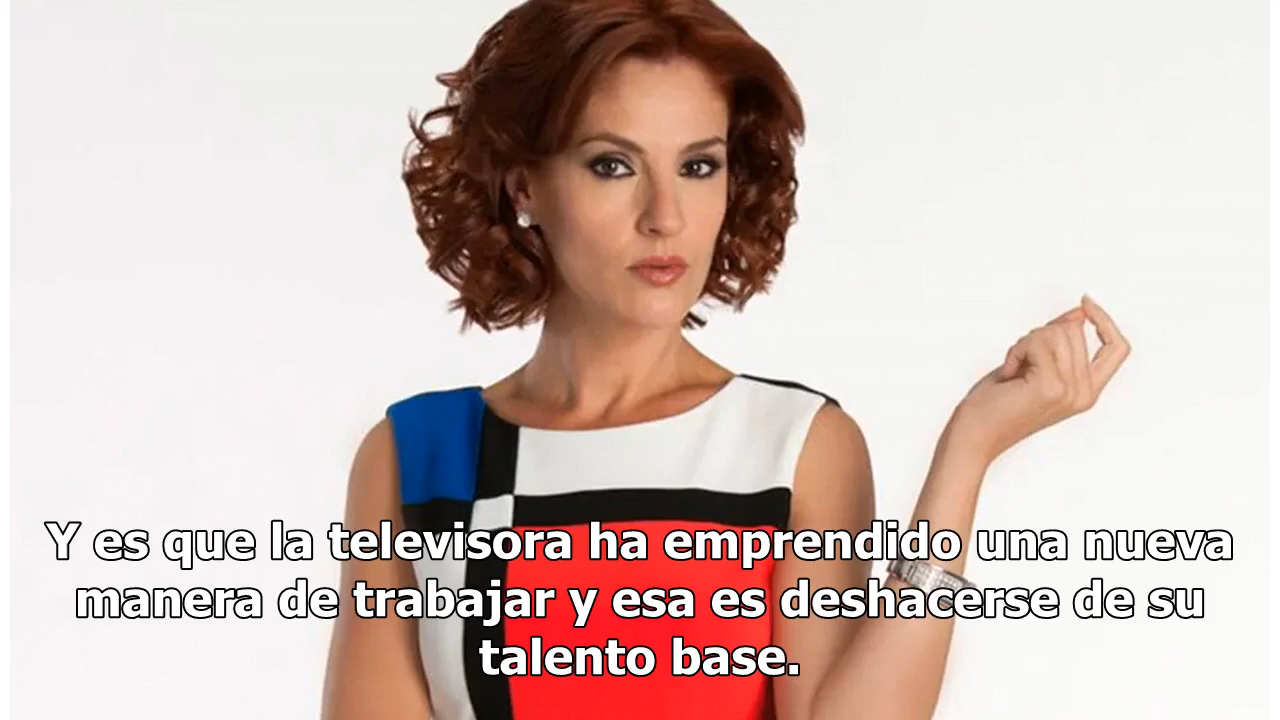 Y es que la televisora ha emprendido una nueva
manera de trabajar y esa es deshacerse de su
talento base.